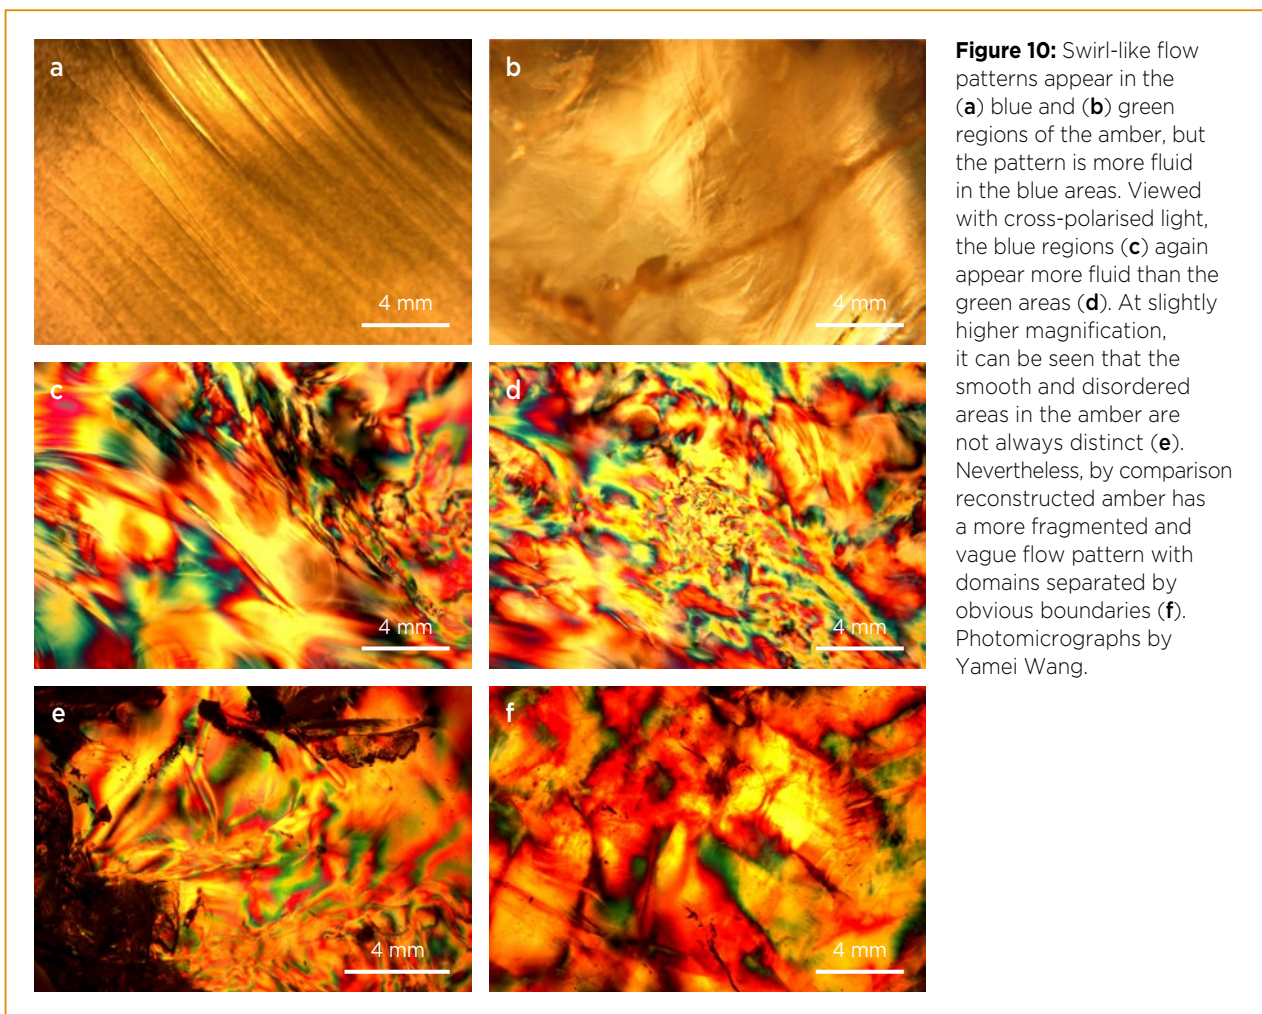 a
b
4 mm
4 mm
c
d
4 mm
4 mm
e
f
4 mm
4 mm
Figure 10: Swirl-like flow
patterns appear in the
(a) blue and (b) green
regions of the amber, but
the pattern is more fluid
in the blue areas. Viewed
with cross-polarised light,
the blue regions (c) again
appear more fluid than the
green areas (d). At slightly
higher magnification,
it can be seen that the
smooth and disordered
areas in the amber are
not always distinct (e).
Nevertheless, by comparison
reconstructed amber has
a more fragmented and
vague flow pattern with
domains separated by
obvious boundaries (f).
Photomicrographs by
Yamei Wang.